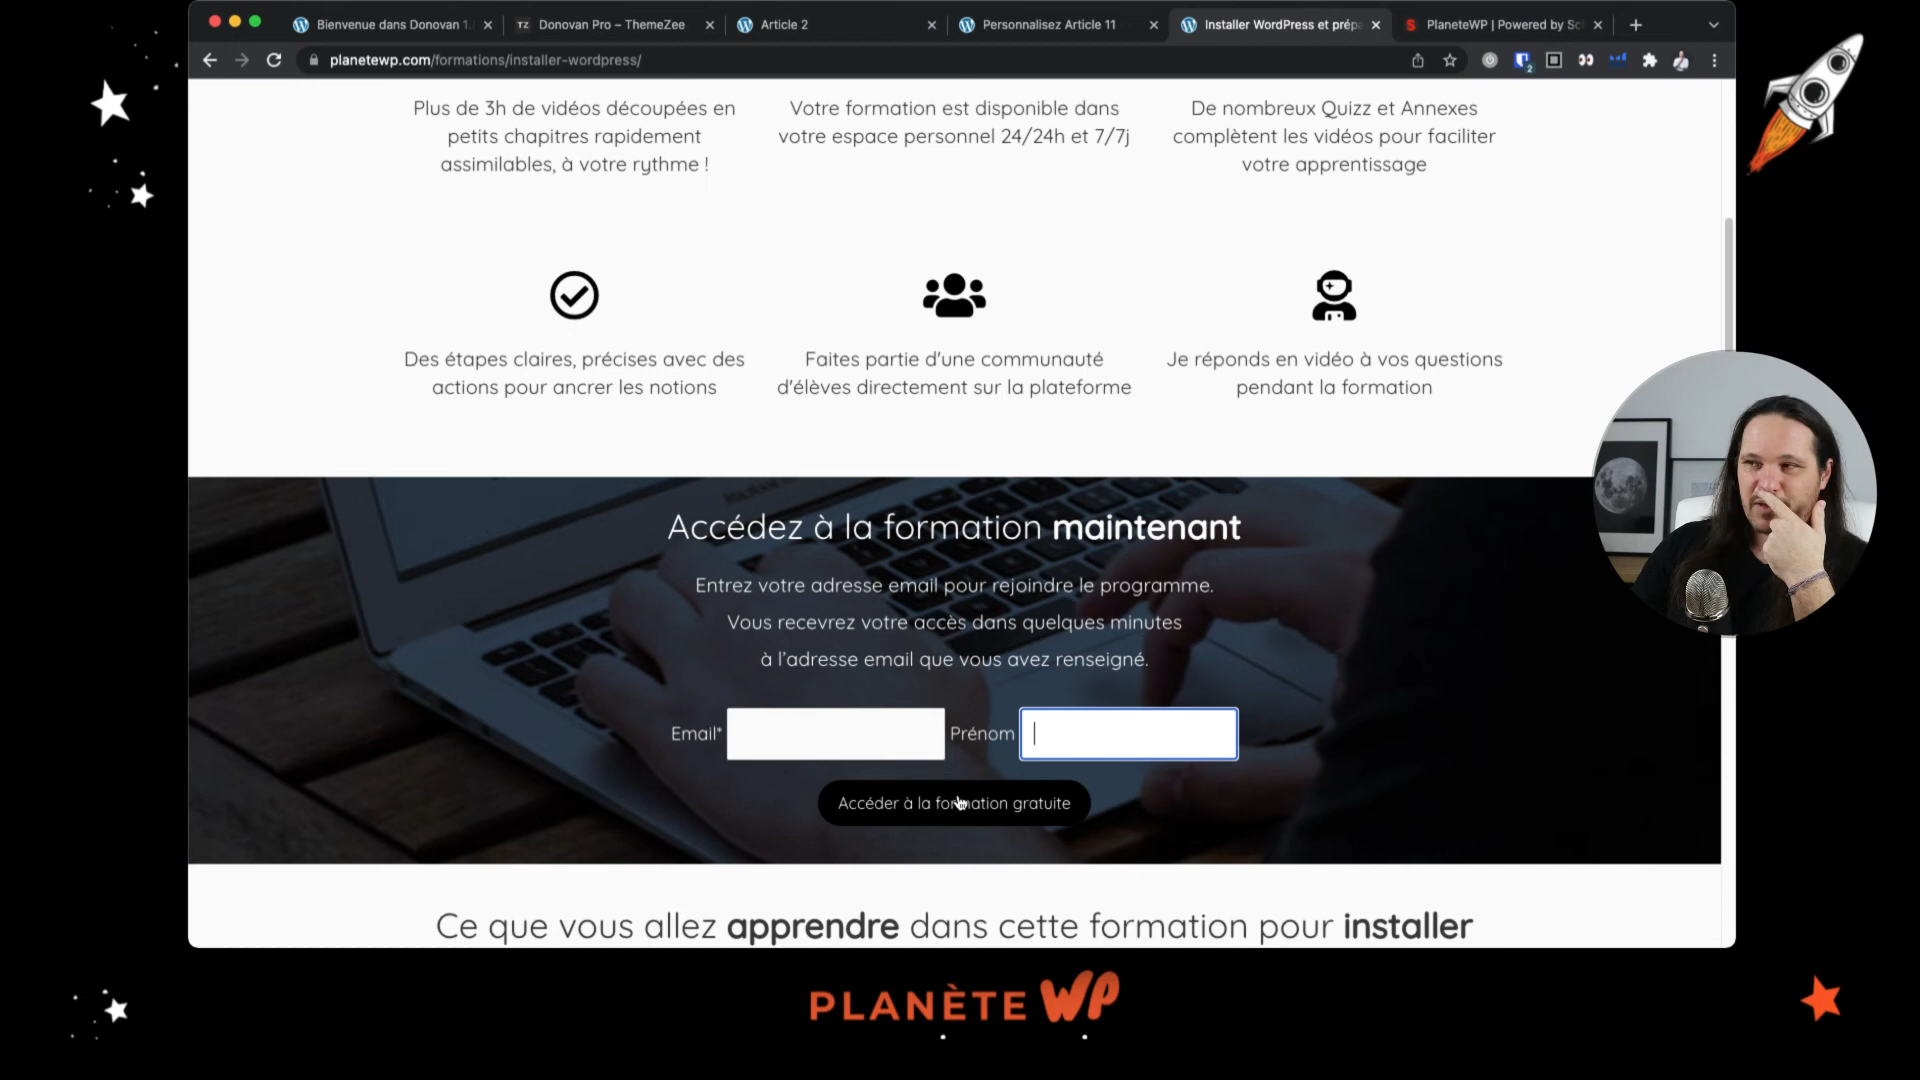 Bienvenue dans Donovan 1.
TZ Donovan Pro – ThemeZee
Article 2
Personnalisez Article 11
Installer WordPress et prépa
S PlaneteWP | Powered by Sc
planetewp.com/formations/installer-wordpress/
2
Plus de 3h de vidéos découpées en
petits chapitres rapidement
assimilables, à votre rythme !
Votre formation est disponible dans
votre espace personnel 24/24h et 7/7j
De nombreux Quizz et Annexes
complètent les vidéos pour faciliter
votre apprentissage
Des étapes claires, précises avec des
actions pour ancrer les notions
Faites partie d'une communauté
d'élèves directement sur la plateforme
Je réponds en vidéo à vos questions
pendant la formation
Accédez à la formation maintenant
Entrez votre adresse email pour rejoindre le programme.
Vous recevrez votre accès dans quelques minutes
à l'adresse email que vous avez renseigné.
Email*
Prénom
Accéder à la formation gratuite
Ce que vous allez apprendre dans cette formation pour installer
PLANÈTE WP